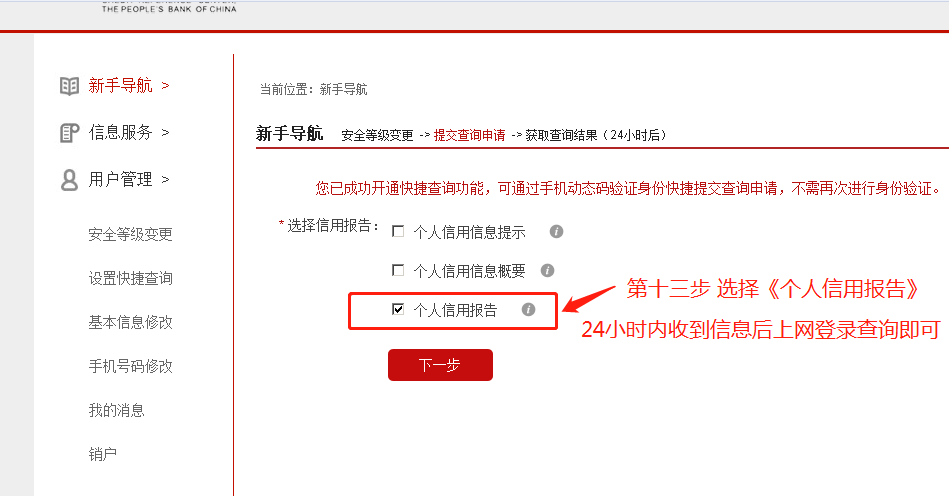 THE PEOPLE'S BANK OF CHINA
新手导航 >
信息服务 >
用户管理 >
安全等级变更
设置快捷查询
基本信息修改
手机号码修改
我的消息
销户
当前位置：新手导航
新手导航 安全等级变更 -> 提交查询申请 -> 获取查询结果（24小时后）
您已成功开通快捷查询功能，可通过手机动态码验证身份快捷提交查询申请，不需再次进行身份验证。
* 选择信用报告： 个人信用信息提示 i
个人信用信息概要 i
个人信用报告 i
第十三步 选择《个人信用报告》
24小时内收到信息后上网登录查询即可
下一步